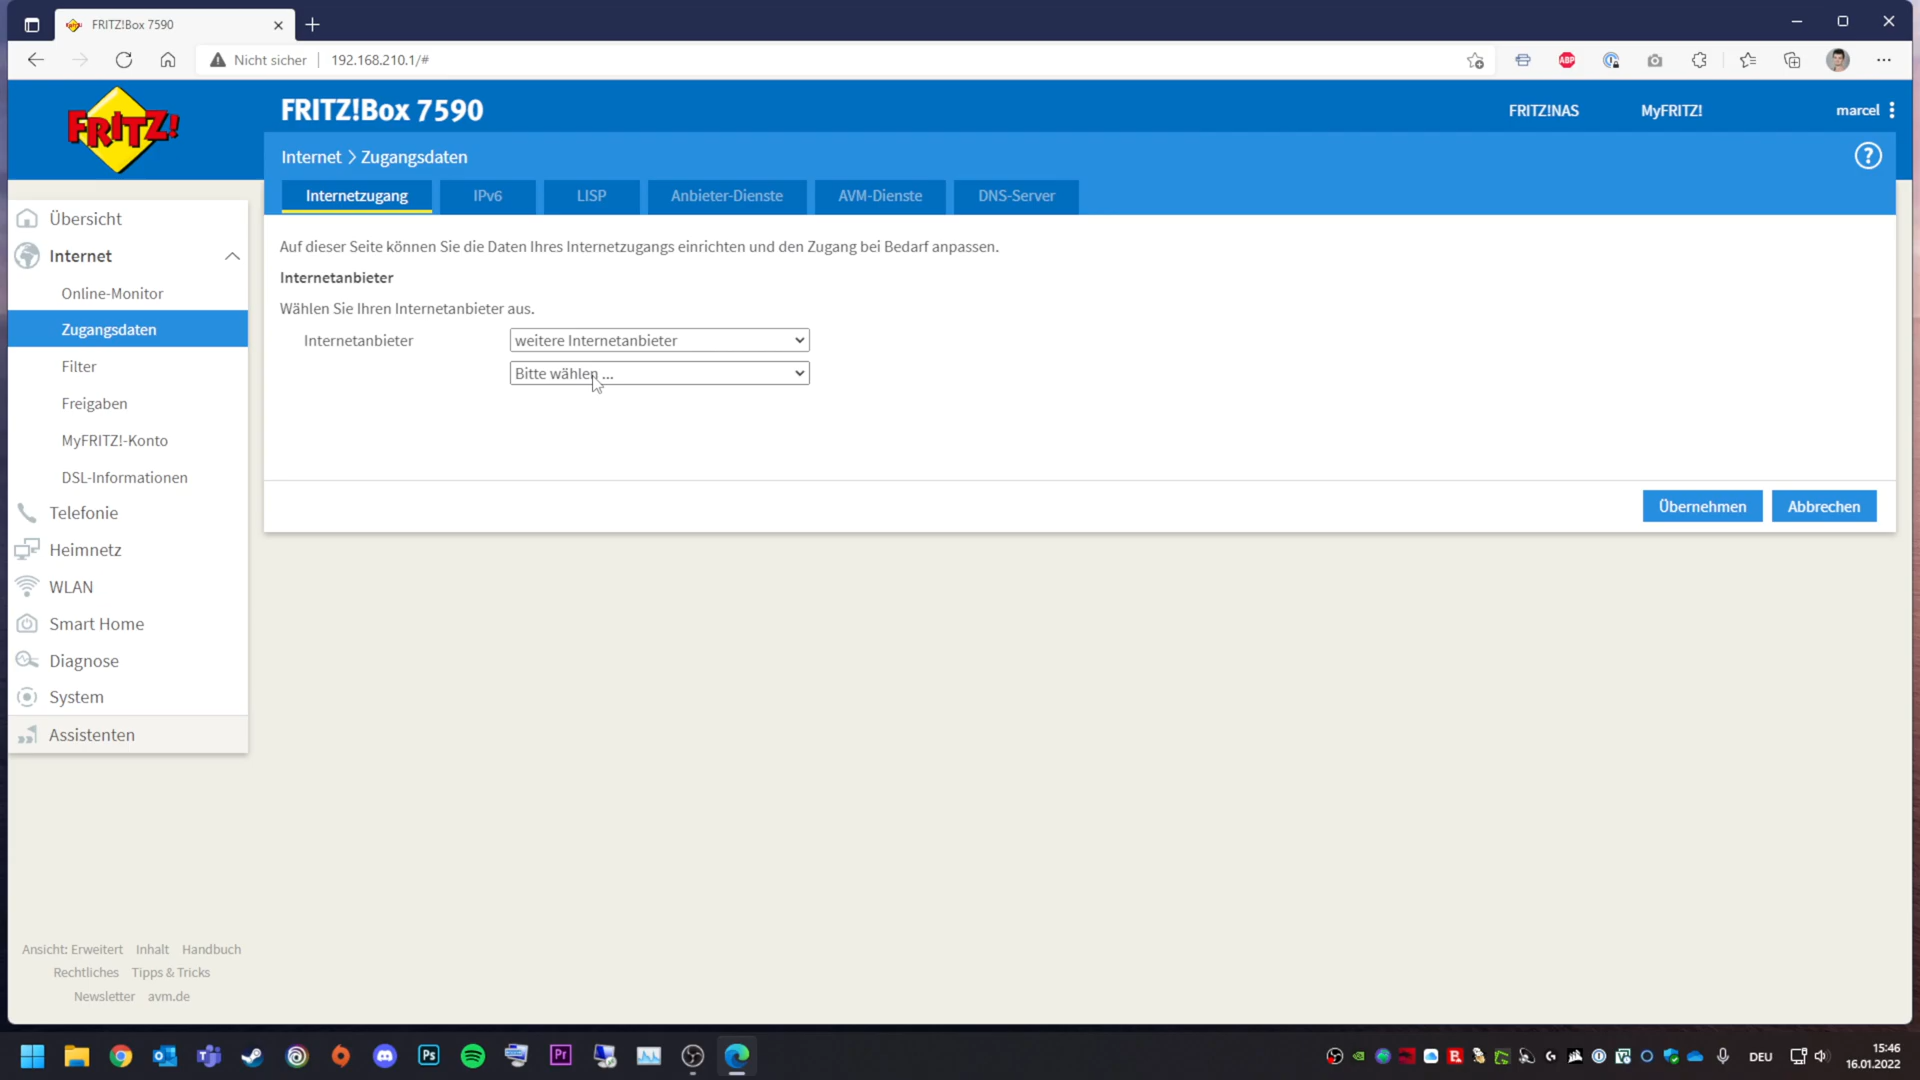 FRITZ!Box 7590
Nicht sicher
192.168.210.1/#
ABP
FRITZ!
FRITZ!Box 7590
FRITZ!NAS
MyFRITZ!
marcel
Internet > Zugangsdaten
?
Internetzugang
IPv6
LISP
Anbieter-Dienste
AVM-Dienste
DNS-Server
Übersicht
Internet
Online-Monitor
Zugangsdaten
Filter
Freigaben
MyFRITZ!-Konto
DSL-Informationen
Telefonie
Heimnetz
WLAN
Smart Home
Diagnose
System
Assistenten
Auf dieser Seite können Sie die Daten Ihres Internetzugangs einrichten und den Zugang bei Bedarf anpassen.
Internetanbieter
Wählen Sie Ihren Internetanbieter aus.
Internetanbieter
weitere Internetanbieter
Bitte wählen ...
Übernehmen
Abbrechen
Ansicht: Erweitert Inhalt Handbuch
Rechtliches Tipps & Tricks
Newsletter avm.de
Ps
Pr
DEU
15:46
16.01.2022